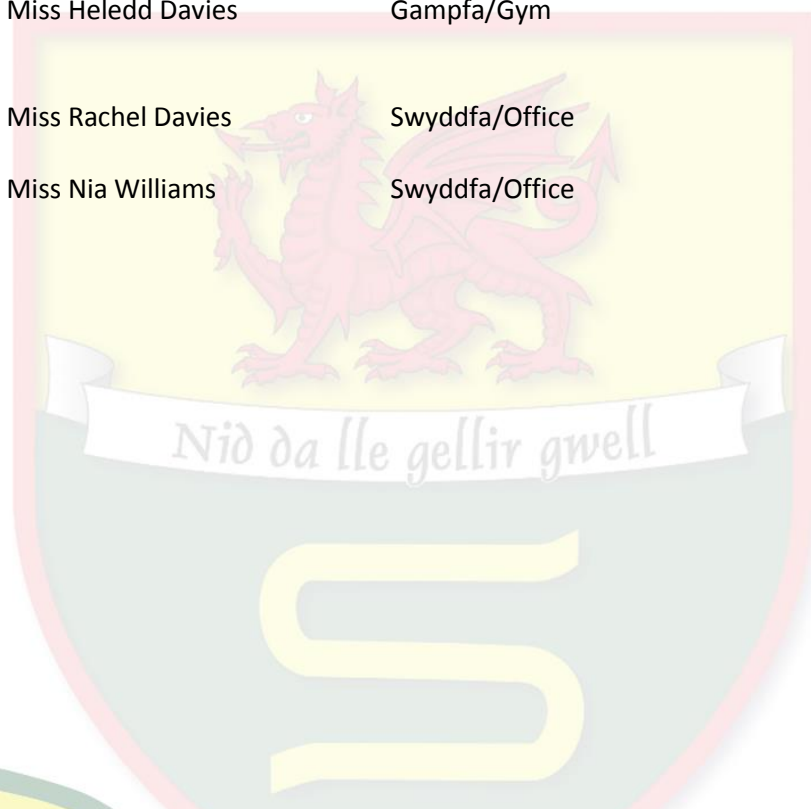 Miss Heledd Davies Gampfa/Gym
Miss Rachel Davies Swyddfa/Office
Miss Nia Williams Swyddfa/Office
Nid da lle gellir gwell